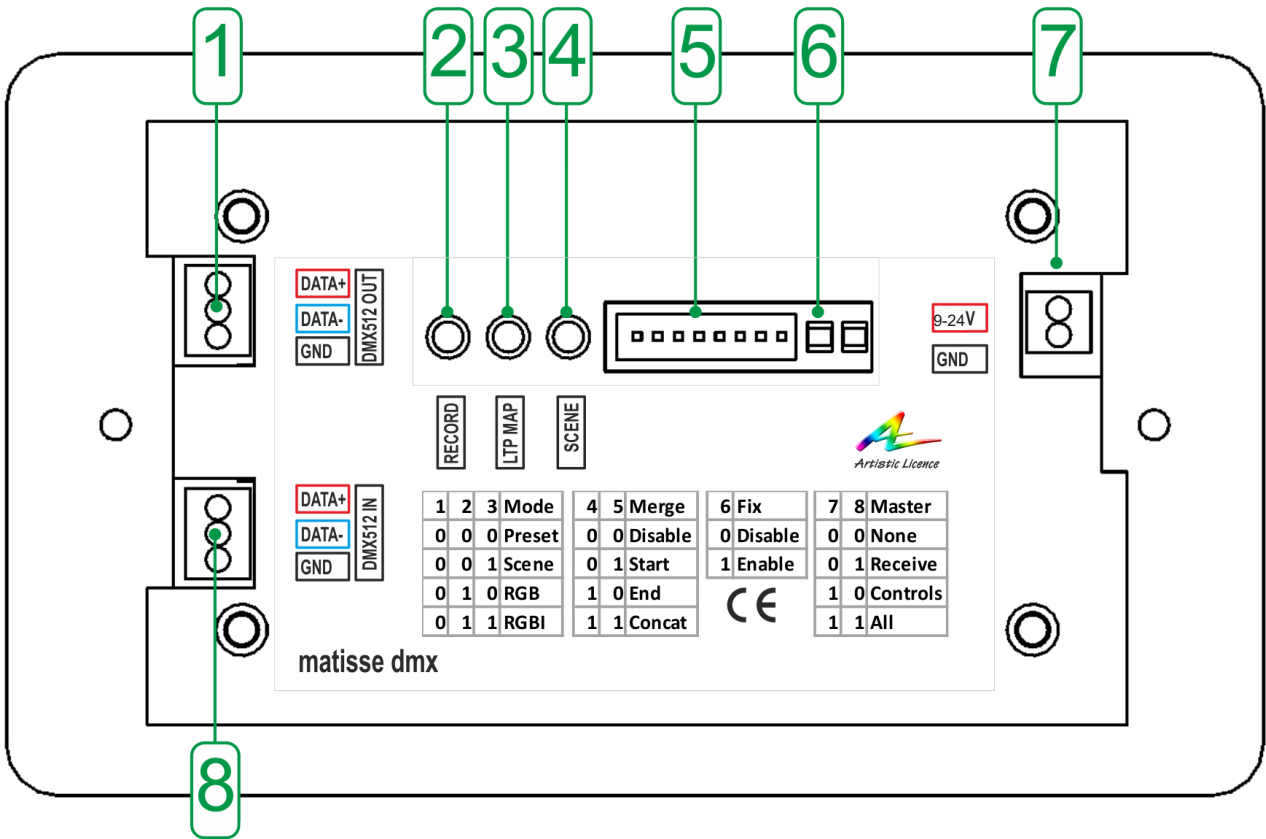 1 2 3 4 5 6 7
DATA+
DATA-
GND
DMX512 OUT
9-24V
GND
RECORD
LTP MAP
SCENE
Artistic Licence
DATA+
DATA-
GND
DMX512 IN
1 2 3 Mode
0 0 0 Preset
0 0 1 Scene
0 1 0 RGB
0 1 1 RGBI
4 5 Merge
0 0 Disable
0 1 Start
1 0 End
1 1 Concat
6 Fix
0 Disable
1 Enable
CE
7 8 Master
0 0 None
0 1 Receive
1 0 Controls
1 1 All
matisse dmx
8